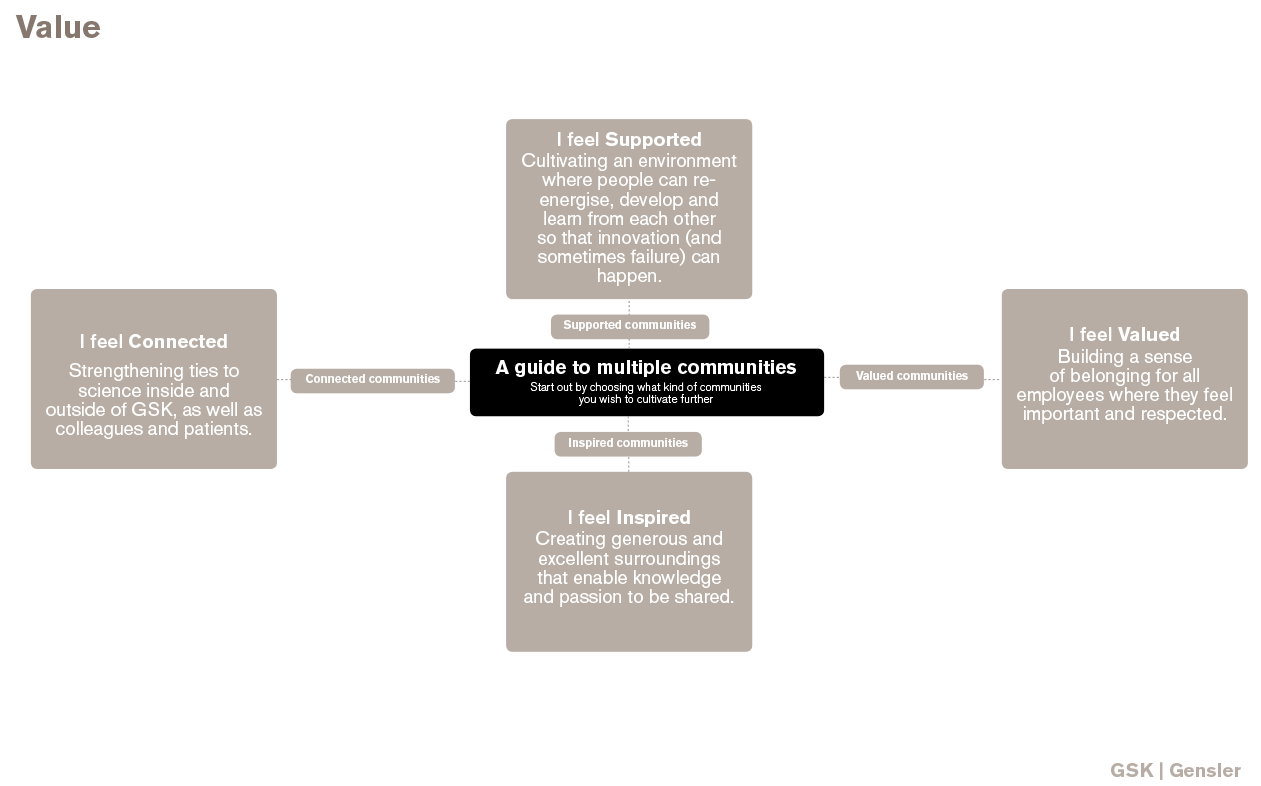 Value
I feel Supported
Cultivating an environment
where people can re-
energise, develop and
learn from each other
so that innovation (and
sometimes failure) can
happen.
Supported communities
I feel Connected
Strengthening ties to
science inside and
outside of GSK, as well as
colleagues and patients.
Connected communities
A guide to multiple communities
Start out by choosing what kind of communities
you wish to cultivate further
Valued communities
I feel Valued
Building a sense
of belonging for all
employees where they feel
important and respected.
Inspired communities
I feel Inspired
Creating generous and
excellent surroundings
that enable knowledge
and passion to be shared.
GSK | Gensler